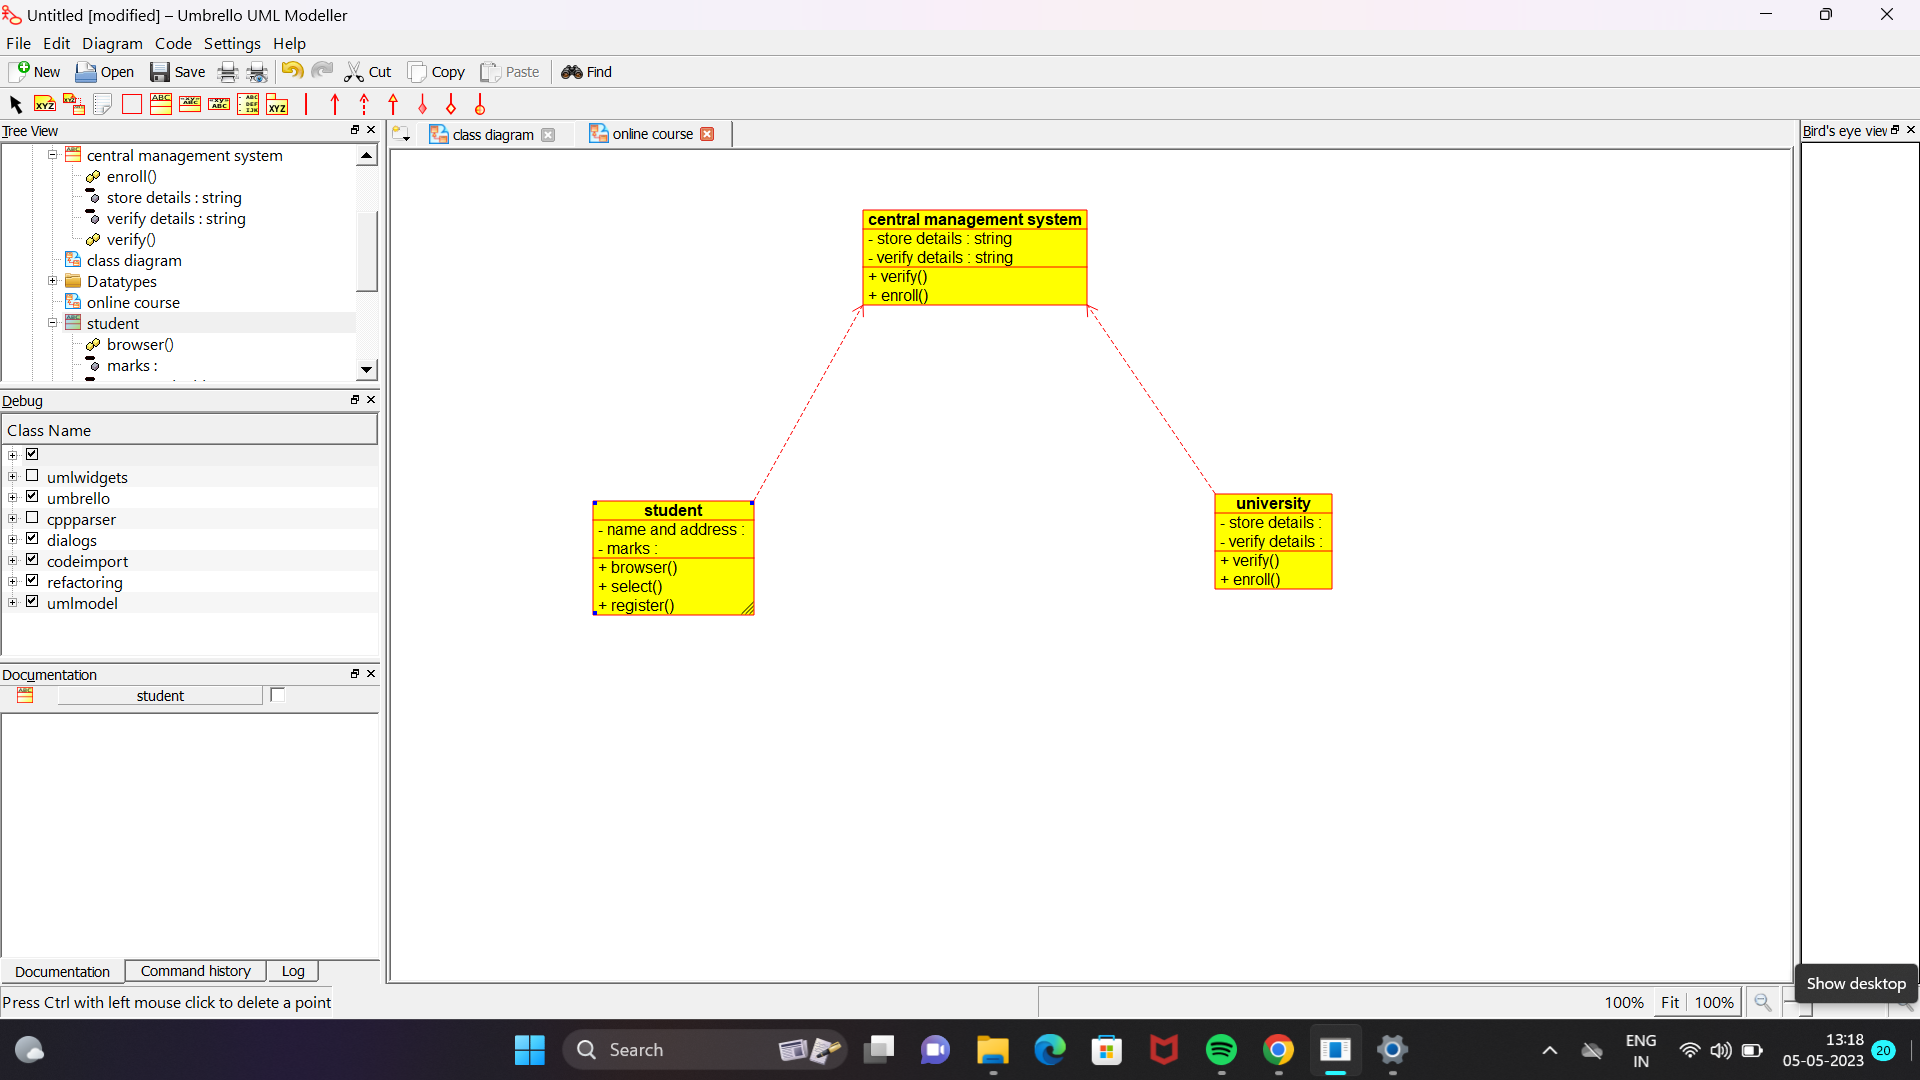 Untitled [modified] – Umbrello UML Modeller
File Edit Diagram Code Settings Help
New Open Save Cut Copy Paste Find
Tree View
central management system
enroll()
store details : string
verify details : string
verify()
class diagram
Datatypes
online course
student
browser()
marks :
Debug
Class Name
umlwidgets
umbrello
cppparser
dialogs
codeimport
refactoring
umlmodel
Documentation
student
Documentation Command history Log
Press Ctrl with left mouse click to delete a point
class diagram online course
central management system
- store details : string
- verify details : string
+ verify()
+ enroll()
student
- name and address :
- marks :
+ browser()
+ select()
+ register()
university
- store details :
- verify details :
+ verify()
+ enroll()
Bird's eye view
Show desktop
100% Fit 100%
Search
ENG
IN
13:18
05-05-2023
20